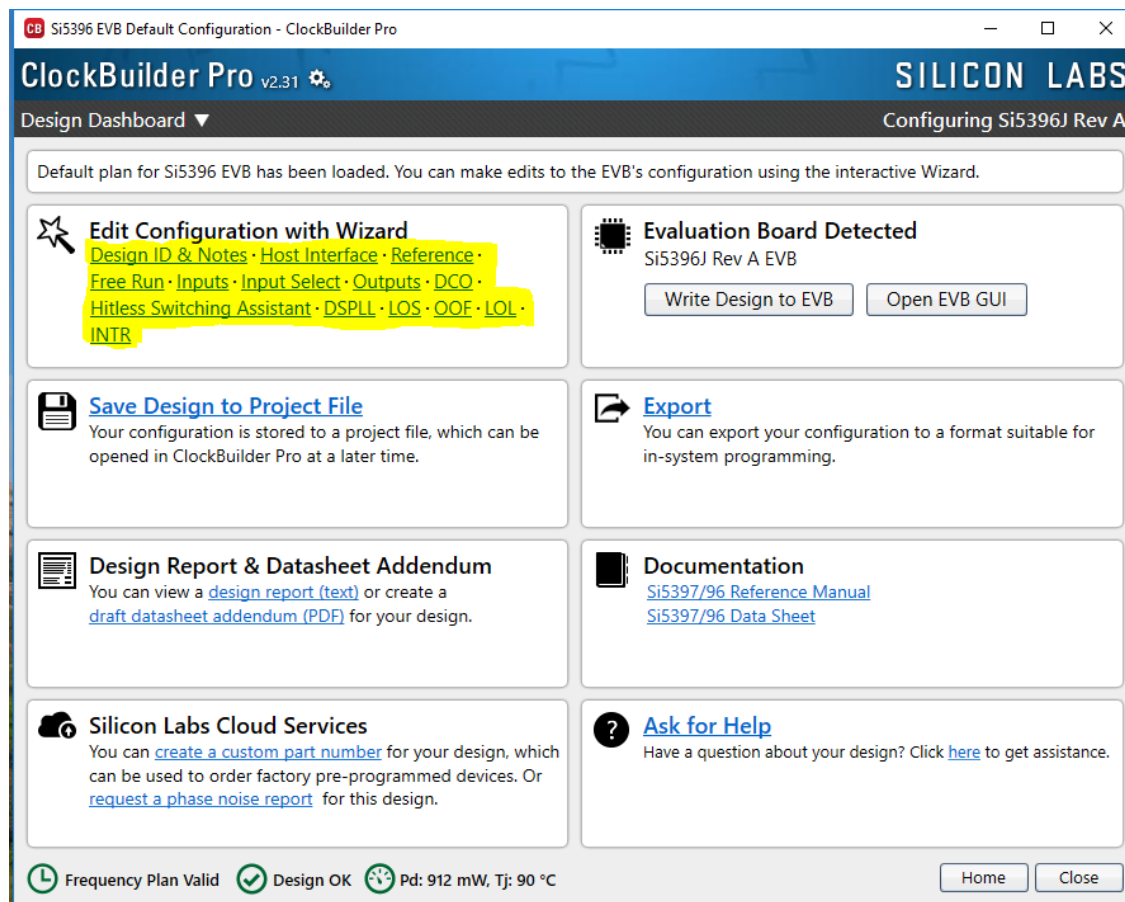 CB Si5396 EVB Default Configuration - ClockBuilder Pro
ClockBuilder Pro v2.31 SILICON LABS
Design Dashboard ▼ Configuring Si5396J Rev A
Default plan for Si5396 EVB has been loaded. You can make edits to the EVB's configuration using the interactive Wizard.
Edit Configuration with Wizard
Design ID & Notes · Host Interface · Reference ·
Free Run · Inputs · Input Select · Outputs · DCO ·
Hitless Switching Assistant · DSPLL · LOS · OOF · LOL ·
INTR
Evaluation Board Detected
Si5396J Rev A EVB
Write Design to EVB Open EVB GUI
Save Design to Project File
Your configuration is stored to a project file, which can be
opened in ClockBuilder Pro at a later time.
Export
You can export your configuration to a format suitable for
in-system programming.
Design Report & Datasheet Addendum
You can view a design report (text) or create a
draft datasheet addendum (PDF) for your design.
Documentation
Si5397/96 Reference Manual
Si5397/96 Data Sheet
Silicon Labs Cloud Services
You can create a custom part number for your design, which
can be used to order factory pre-programmed devices. Or
request a phase noise report for this design.
? Ask for Help
Have a question about your design? Click here to get assistance.
Frequency Plan Valid Design OK Pd: 912 mW, Tj: 90 °C
Home Close